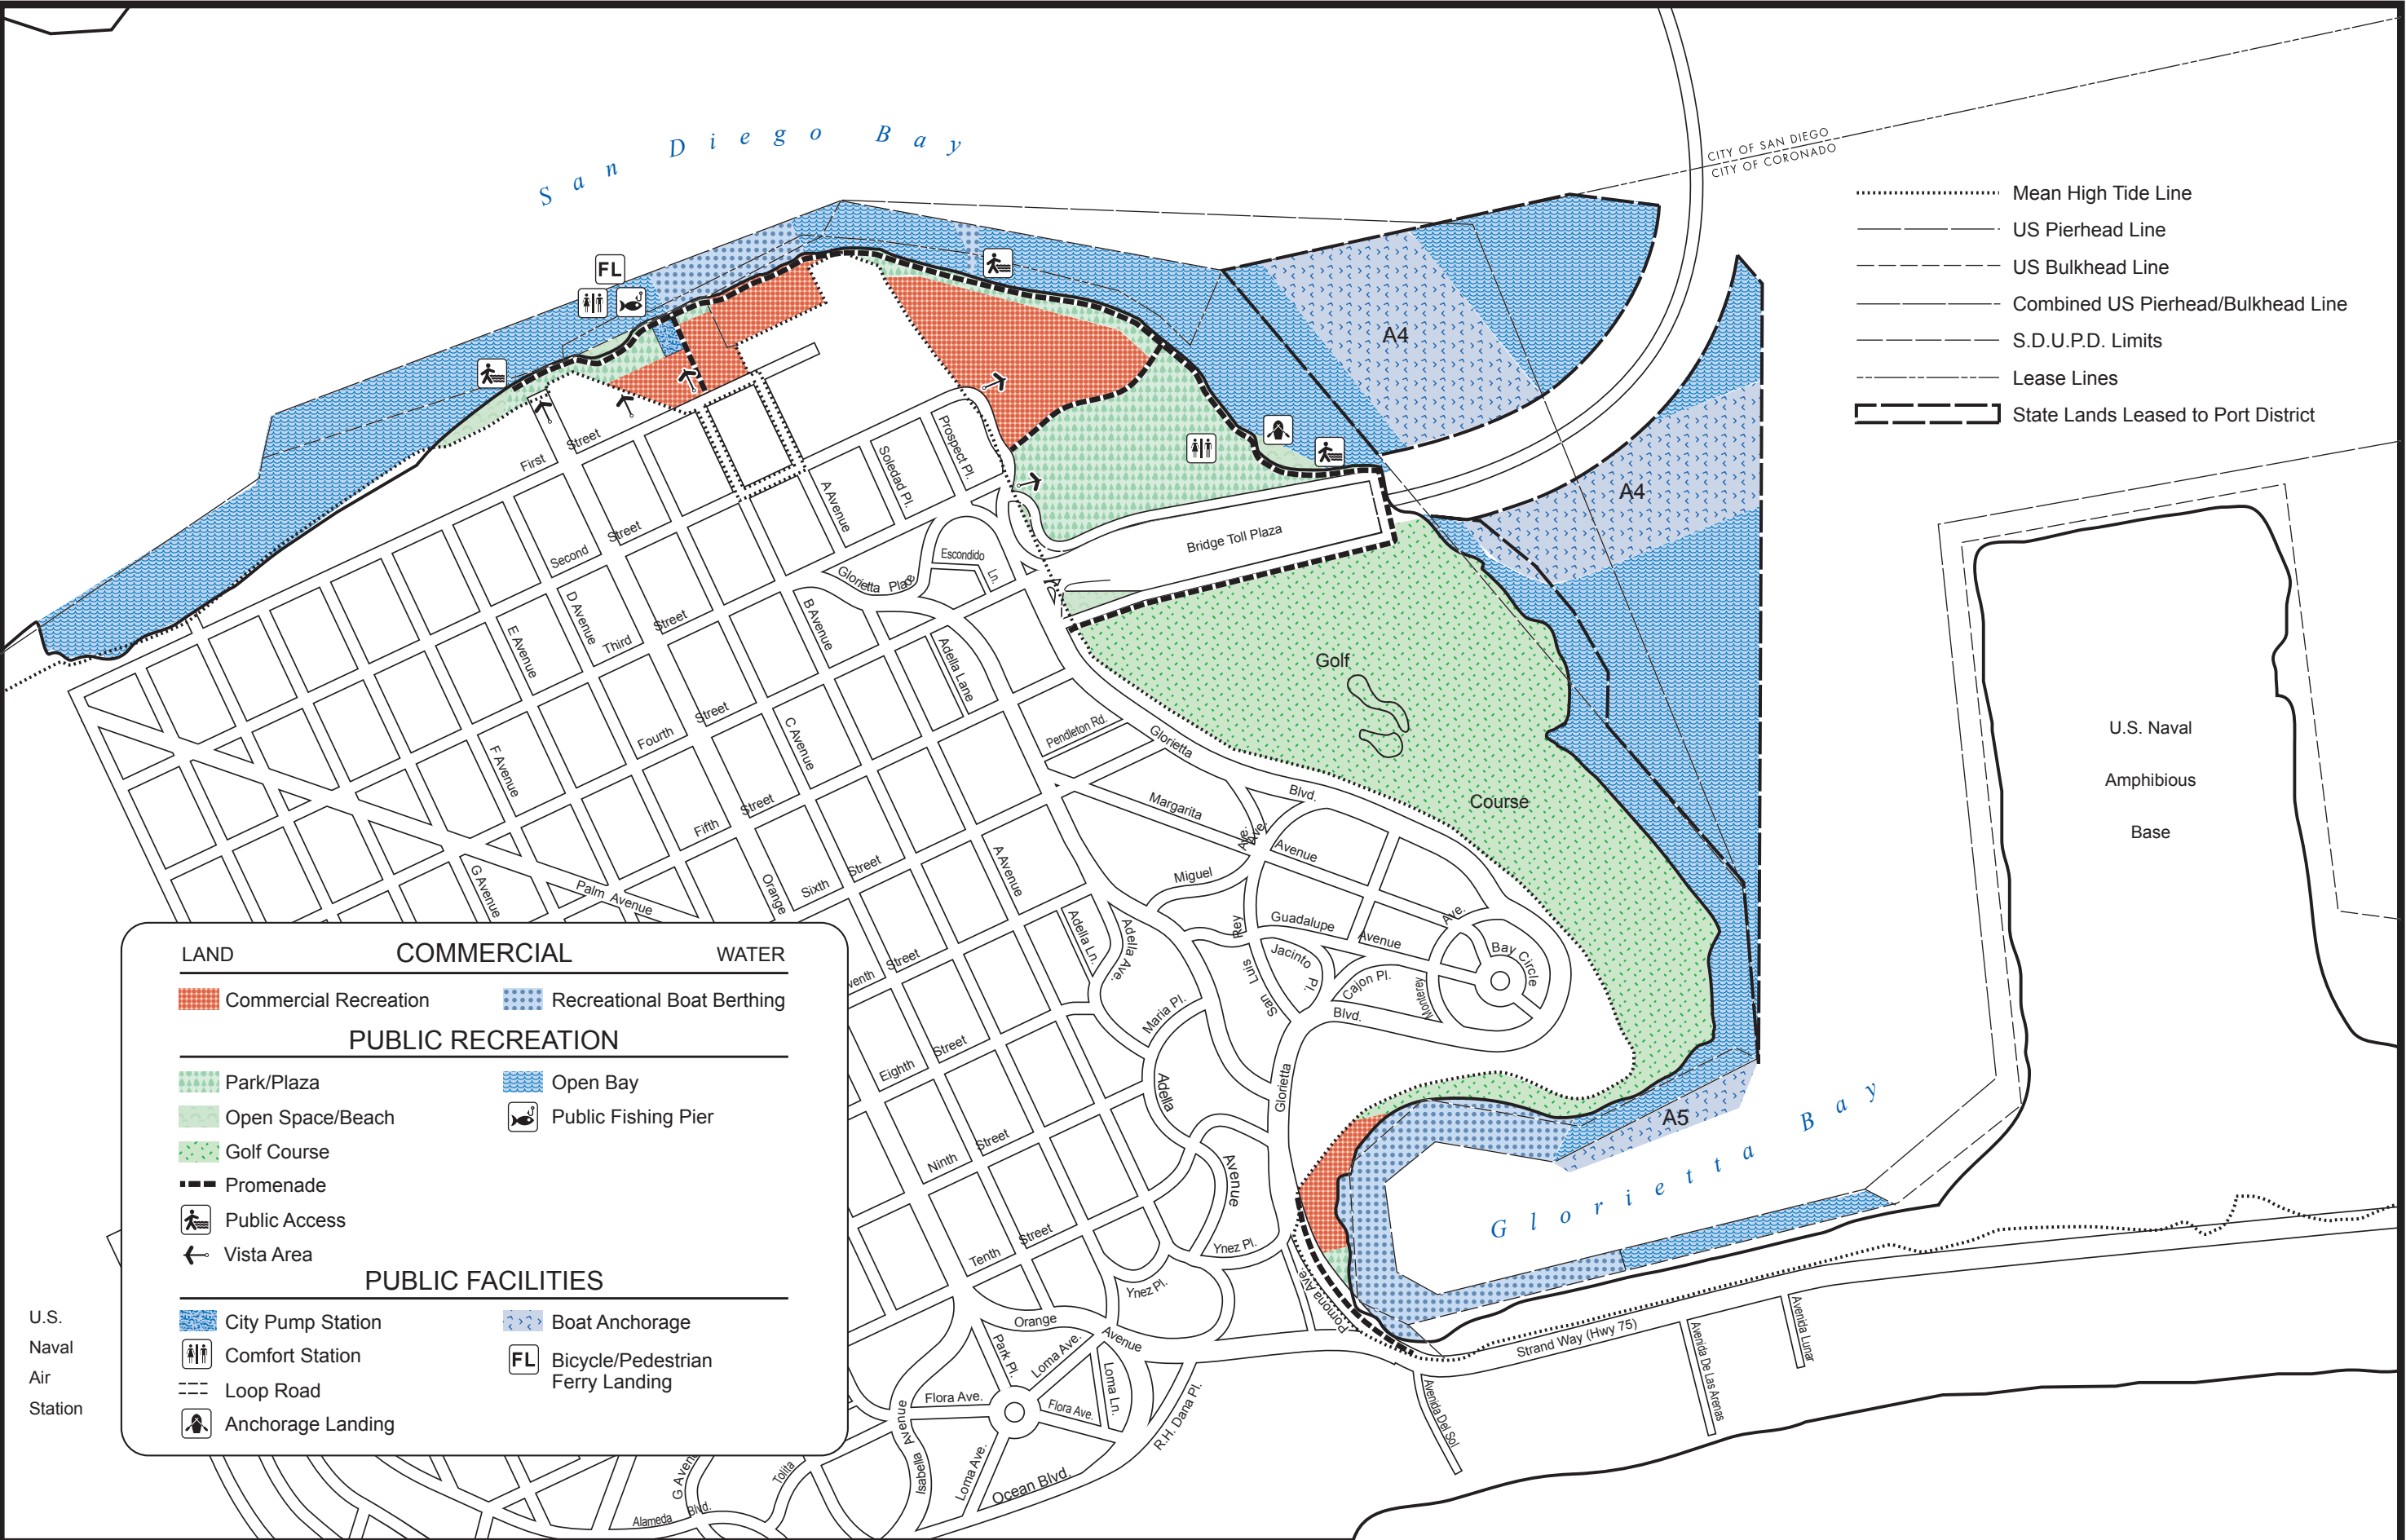 San Diego Bay
CITY OF SAN DIEGO
CITY OF CORONADO
Mean High Tide Line
US Pierhead Line
US Bulkhead Line
Combined US Pierhead/Bulkhead Line
S.D.U.P.D. Limits
Lease Lines
State Lands Leased to Port District
FL
A4
A4
First Street
Prospect Pl.
Soledad Pl.
A Avenue
Bridge Toll Plaza
Second Street
Escondido
Ln.
Glorietta Place
D Avenue
Third Street
B Avenue
E Avenue
Adella Lane
Golf
Course
Fourth Street
C Avenue
F Avenue
Pendleton Rd.
Glorietta
Blvd.
U.S. Naval
Amphibious
Base
Margarita
Avenue
Ave.
Ave.
Fifth Street
Sixth Street
Orange
A Avenue
G Avenue
Palm Avenue
Miguel
Guadalupe
Avenue
Ave.
Rey
Bay Circle
Jacinto
Pl.
Cajon Pl.
Monterey
San Luis
Blvd.
Adella Ln.
Adella Ave.
venth Street
Maria Pl.
Eighth Street
Adella
Avenue
Glorietta
Ninth Street
Tenth Street
Ynez Pl.
Ynez Pl.
Pomona Ave.
A5
Glorietta Bay
Strand Way (Hwy 75)
Avenida Lunar
Avenida De Las Arenas
Avenida Del Sol
Orange
Avenue
Park Pl.
Loma Ave.
Loma Ln.
Flora Ave.
Flora Ave.
R.H. Dana Pl.
Isabella Avenue
Loma Ave.
Ocean Blvd.
Tolita
G Avenu
Alameda Blvd.
U.S.
Naval
Air
Station
LAND COMMERCIAL WATER
Commercial Recreation
Recreational Boat Berthing
PUBLIC RECREATION
Park/Plaza
Open Bay
Open Space/Beach
Public Fishing Pier
Golf Course
Promenade
Public Access
Vista Area
PUBLIC FACILITIES
City Pump Station
Boat Anchorage
Comfort Station
FL Bicycle/Pedestrian
Ferry Landing
Loop Road
Anchorage Landing